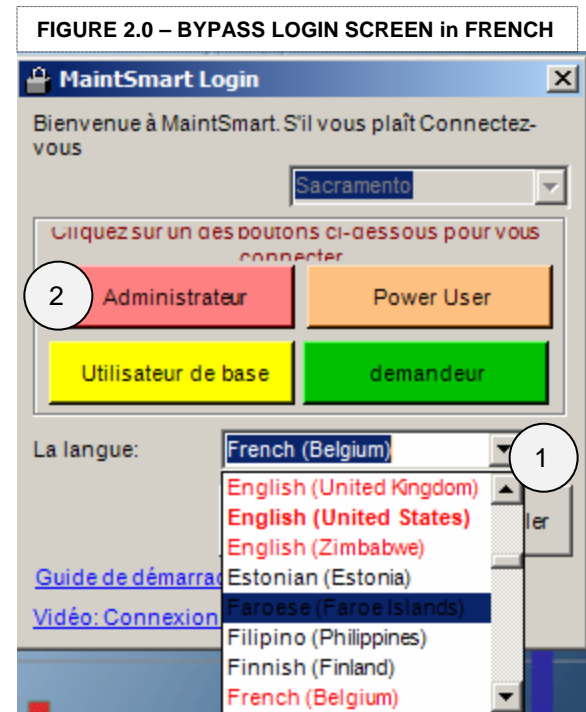 FIGURE 2.0 – BYPASS LOGIN SCREEN in FRENCH
MaintSmart Login
Bienvenue à MaintSmart. S'il vous plaît Connectez-
vous
Sacramento
Cliquez sur un des boutons ci-dessous pour vous
connecter
2
Administrateur
Power User
Utilisateur de base
demandeur
La langue:
French (Belgium)
1
English (United Kingdom)
English (United States)
ler
English (Zimbabwe)
Guide de démarrag
Estonian (Estonia)
Faroese (Faroe Islands)
Vidéo: Connexion
Filipino (Philippines)
Finnish (Finland)
French (Belgium)